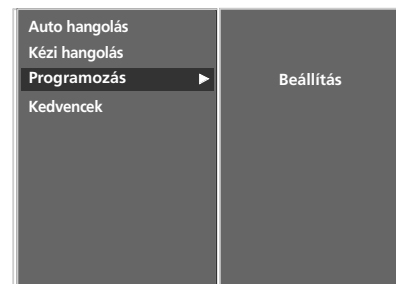 Auto hangolás
Kézi hangolás
Programozás
Beállítás
Kedvencek